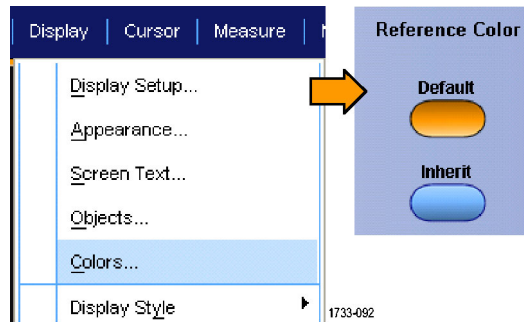 Display Cursor Measure
Display Setup...
Appearance...
Screen Text...
Objects...
Colors...
Display Style
Reference Color
Default
Inherit
1733-092